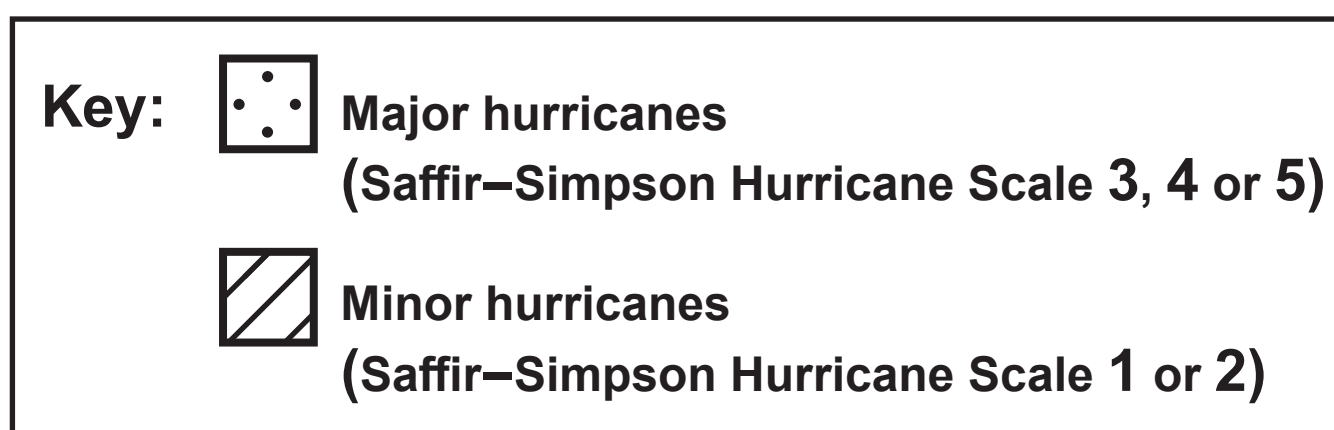 Key:
Major hurricanes
(Saffir–Simpson Hurricane Scale 3, 4 or 5)
Minor hurricanes
(Saffir–Simpson Hurricane Scale 1 or 2)